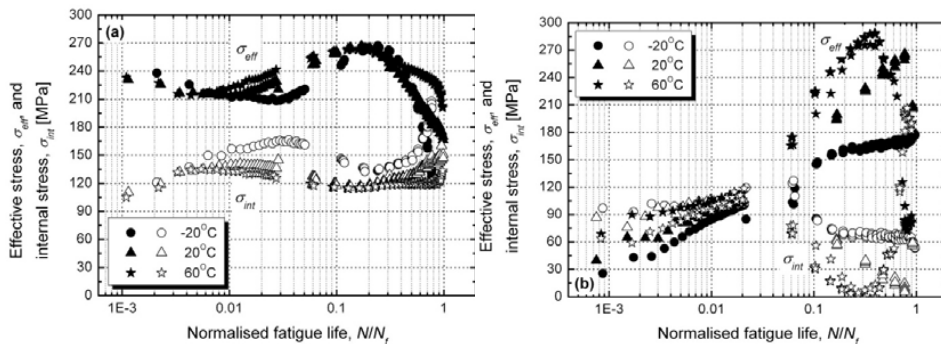 (a)
σeff
σint
Effective stress, σeff, and
internal stress, σint [MPa]
300
270
240
210
180
150
120
90
60
30
0
-20°C
20°C
60°C
1E-3
0.01
0.1
1
Normalised fatigue life, N/Nf
(b)
σeff
σint
Effective stress, σeff, and
internal stress, σint [MPa]
300
270
240
210
180
150
120
90
60
30
0
-20°C
20°C
60°C
1E-3
0.01
0.1
1
Normalised fatigue life, N/Nf